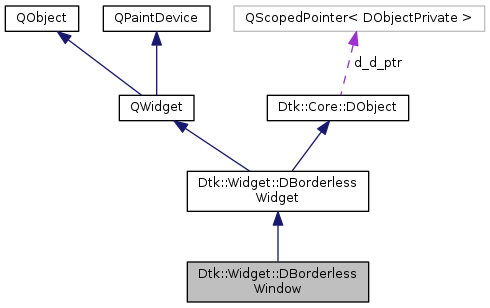 QObject
QPaintDevice
QScopedPointer< DObjectPrivate >
d_d_ptr
QWidget
Dtk::Core::DObject
Dtk::Widget::DBorderless
Widget
Dtk::Widget::DBorderless
Window